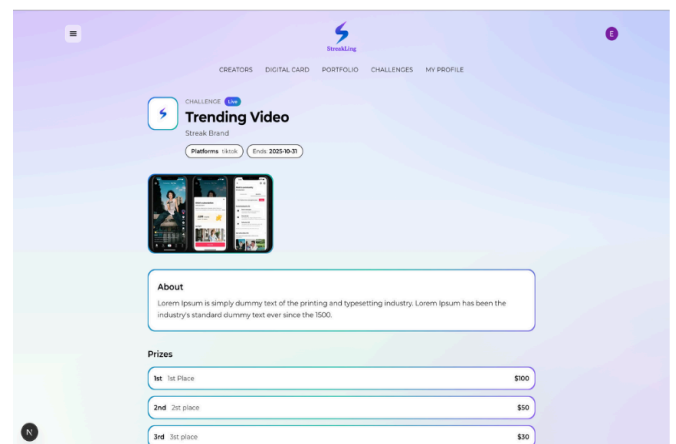 StreakLing
E
CREATORS DIGITAL CARD PORTFOLIO CHALLENGES MY PROFILE
CHALLENGE Live
Trending Video
Streak Brand
Platforms tiktok Ends 2025-10-31
About
Lorem Ipsum is simply dummy text of the printing and typesetting industry. Lorem Ipsum has been the
industry's standard dummy text ever since the 1500.
Prizes
1st 1st Place $100
2nd 2st place $50
3rd 3st place $30
N